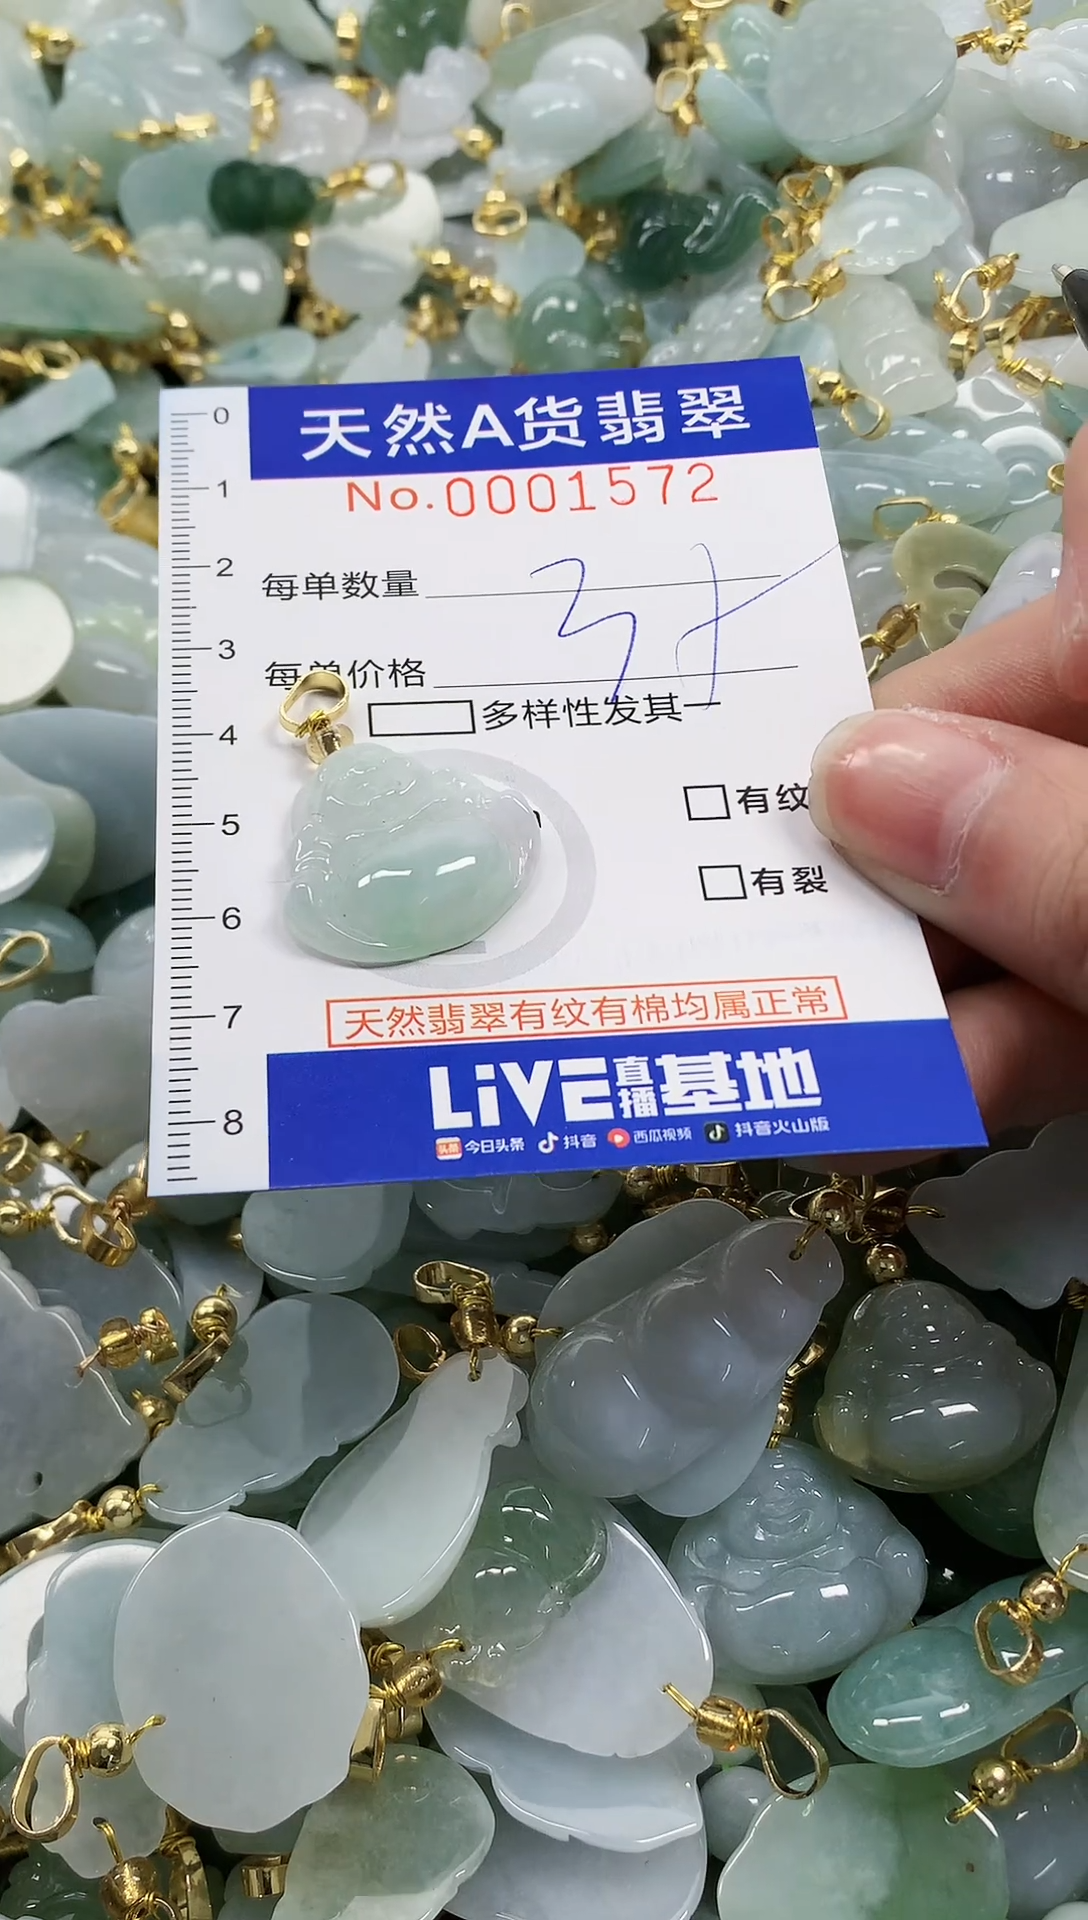 天然A货翡翠
No.0001572
0
1
每单数量
2
3
每单价格
多样性发其一
4
有纹
5
有裂
6
天然翡翠有纹有棉均属正常
7
LiVE直播基地
8
头条 今日头条 抖音 西瓜视频 抖音火山版